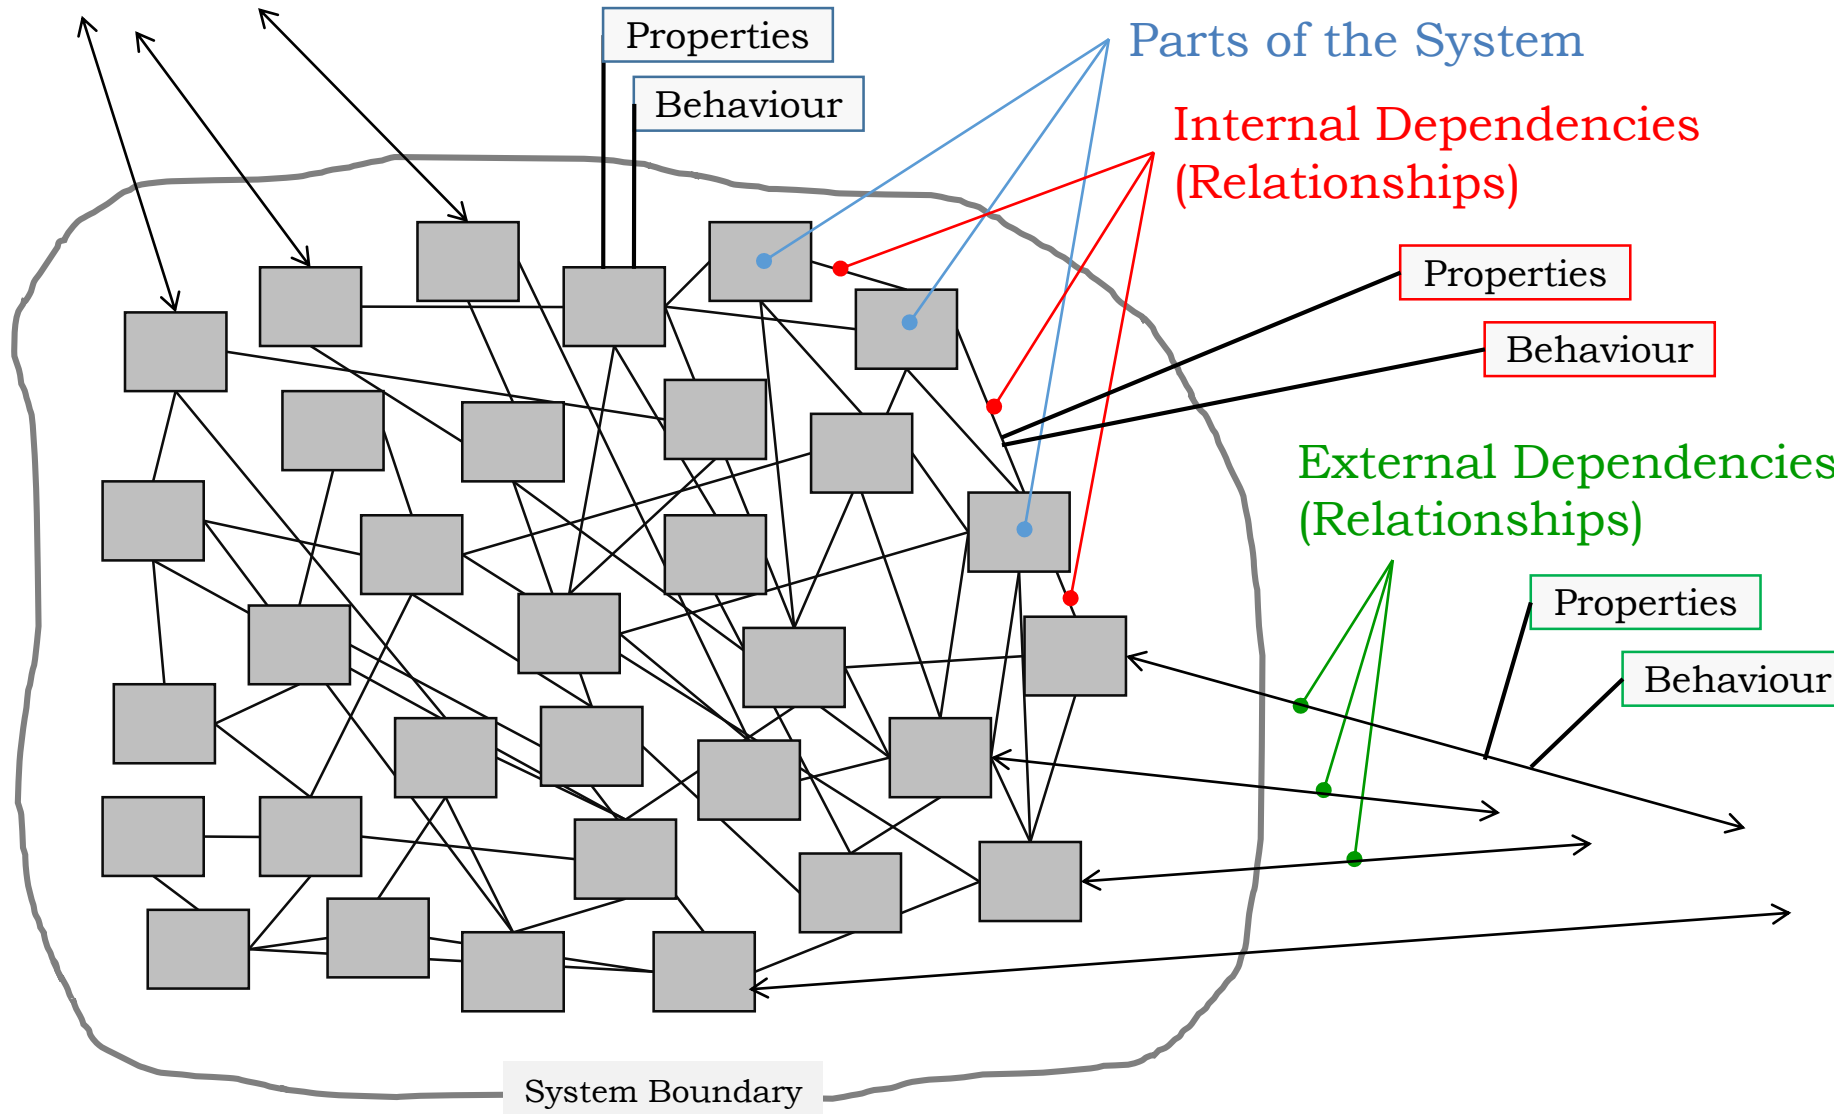 Properties
Behaviour
Parts of the System
Internal Dependencies
(Relationships)
Properties
Behaviour
External Dependencies
(Relationships)
Properties
Behaviour
System Boundary